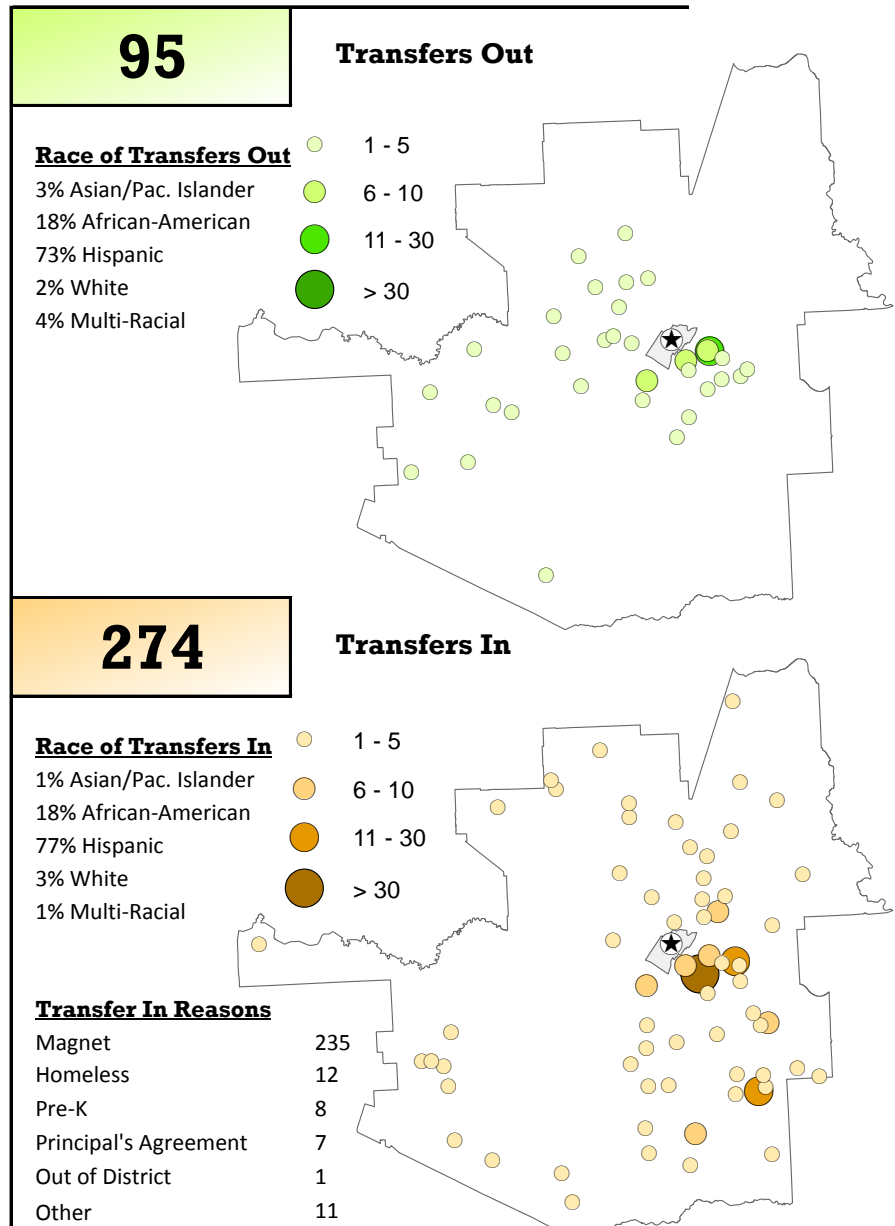 95
Transfers Out
Race of Transfers Out
3% Asian/Pac. Islander
18% African-American
73% Hispanic
2% White
4% Multi-Racial
1 - 5
6 - 10
11 - 30
> 30
274
Transfers In
Race of Transfers In
1% Asian/Pac. Islander
18% African-American
77% Hispanic
3% White
1% Multi-Racial
1 - 5
6 - 10
11 - 30
> 30
Transfer In Reasons
Magnet 235
Homeless 12
Pre-K 8
Principal's Agreement 7
Out of District 1
Other 11